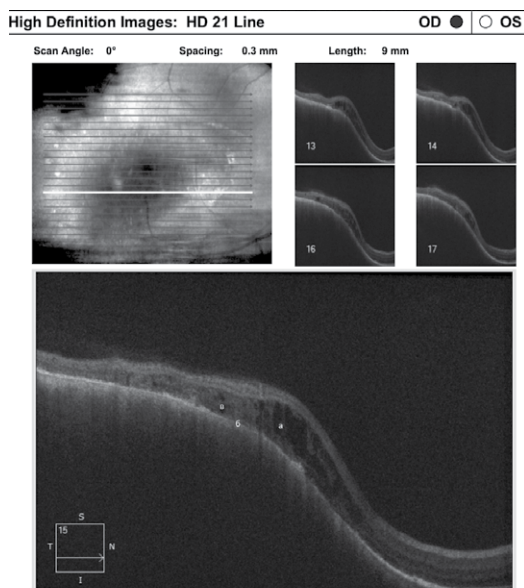 High Definition Images: HD 21 Line OD OS
Scan Angle: 0° Spacing: 0.3 mm Length: 9 mm
13
14
16
17
в
б
а
15
S
T
N
I